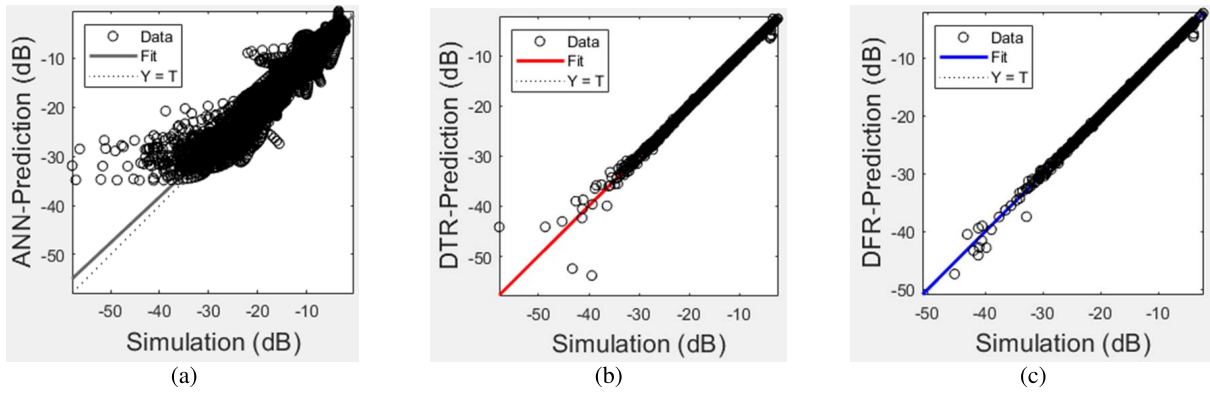 ANN-Prediction (dB)
-10
-20
-30
-40
-50
Data
Fit
Y = T
-50 -40 -30 -20 -10
Simulation (dB)
(a)
DTR-Prediction (dB)
-10
-20
-30
-40
-50
Data
Fit
Y = T
-50 -40 -30 -20 -10
Simulation (dB)
(b)
DFR-Prediction (dB)
-10
-20
-30
-40
-50
Data
Fit
Y = T
-50 -40 -30 -20 -10
Simulation (dB)
(c)